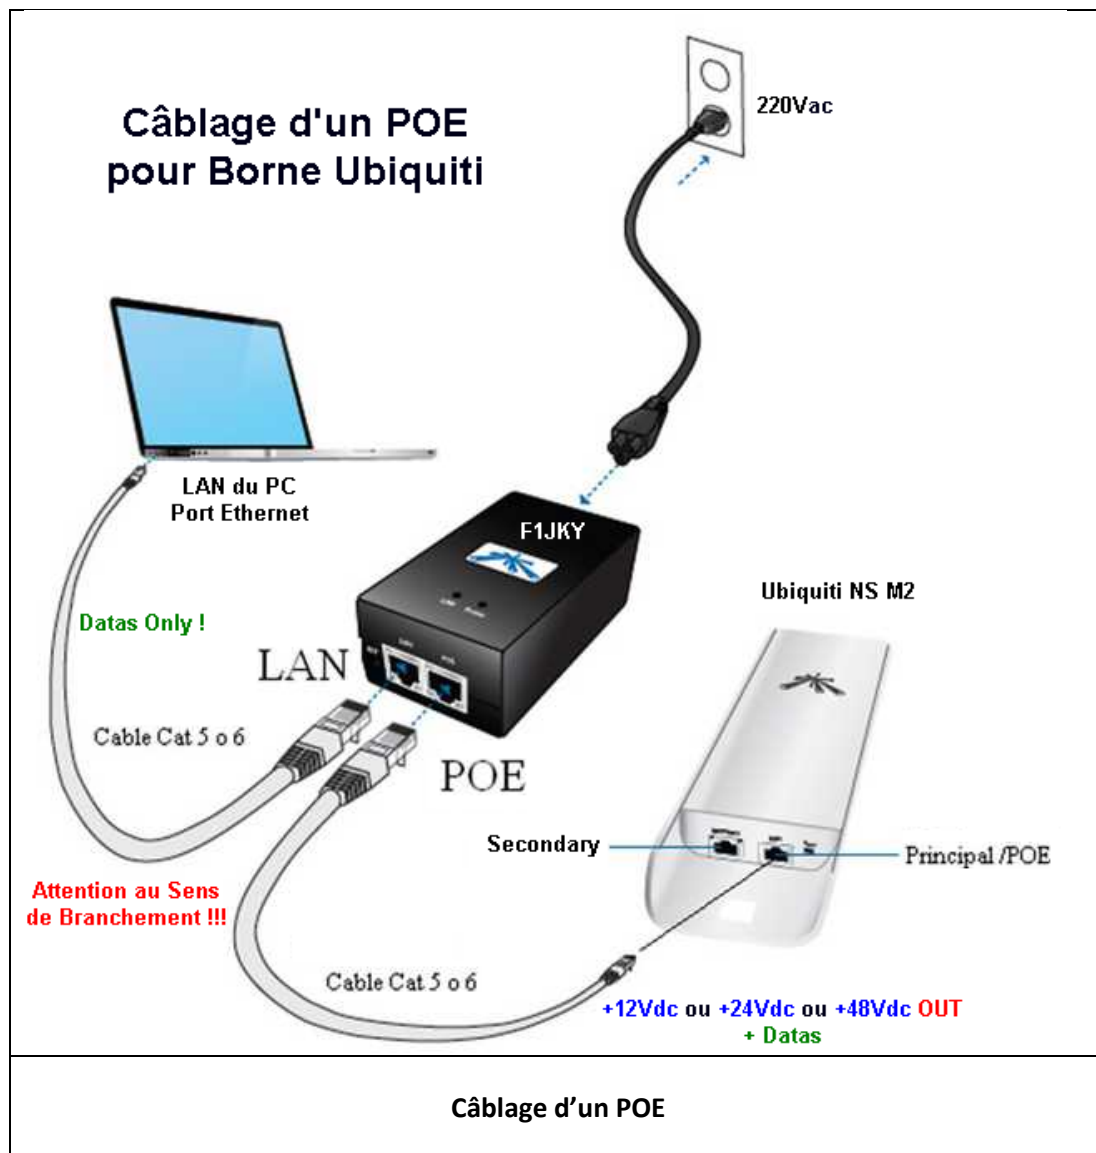 Câblage d'un POE
pour Borne Ubiquiti
220Vac
LAN du PC
Port Ethernet
F1JKY
Ubiquiti NS M2
Datas Only !
LAN
Cable Cat 5 o 6
POE
Secondary
Principal /POE
Attention au Sens
de Branchement !!!
Cable Cat 5 o 6
+12Vdc ou +24Vdc ou +48Vdc OUT
+ Datas
Câblage d’un POE